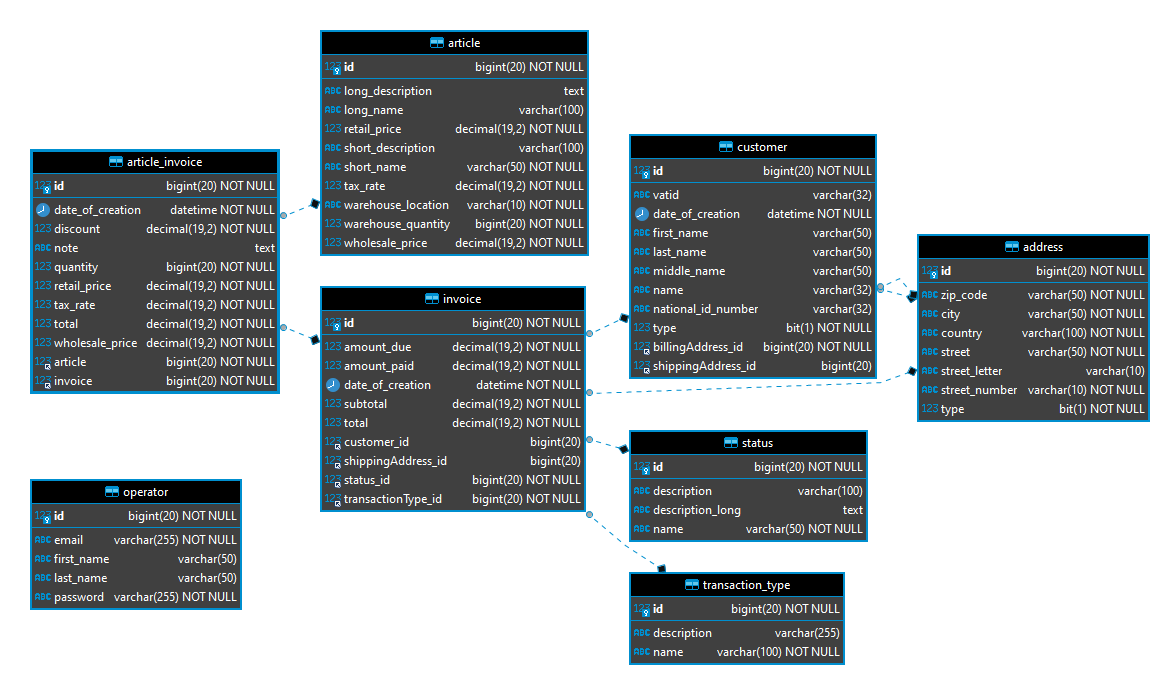 article
id bigint(20) NOT NULL
long_description text
long_name varchar(100)
retail_price decimal(19,2) NOT NULL
short_description varchar(100)
short_name varchar(50) NOT NULL
tax_rate decimal(19,2) NOT NULL
warehouse_location varchar(10) NOT NULL
warehouse_quantity bigint(20) NOT NULL
wholesale_price decimal(19,2) NOT NULL
article_invoice
id bigint(20) NOT NULL
date_of_creation datetime NOT NULL
discount decimal(19,2) NOT NULL
note text
quantity bigint(20) NOT NULL
retail_price decimal(19,2) NOT NULL
tax_rate decimal(19,2) NOT NULL
total decimal(19,2) NOT NULL
wholesale_price decimal(19,2) NOT NULL
article bigint(20) NOT NULL
invoice bigint(20) NOT NULL
customer
id bigint(20) NOT NULL
vatid varchar(32)
date_of_creation datetime NOT NULL
first_name varchar(50)
last_name varchar(50)
middle_name varchar(50)
name varchar(32)
national_id_number varchar(32)
type bit(1) NOT NULL
billingAddress_id bigint(20) NOT NULL
shippingAddress_id bigint(20)
address
id bigint(20) NOT NULL
zip_code varchar(50) NOT NULL
city varchar(50) NOT NULL
country varchar(100) NOT NULL
street varchar(50) NOT NULL
street_letter varchar(10)
street_number varchar(10) NOT NULL
type bit(1) NOT NULL
invoice
id bigint(20) NOT NULL
amount_due decimal(19,2) NOT NULL
amount_paid decimal(19,2) NOT NULL
date_of_creation datetime NOT NULL
subtotal decimal(19,2) NOT NULL
total decimal(19,2) NOT NULL
customer_id bigint(20)
shippingAddress_id bigint(20)
status_id bigint(20) NOT NULL
transactionType_id bigint(20) NOT NULL
status
id bigint(20) NOT NULL
description varchar(100)
description_long text
name varchar(50) NOT NULL
operator
id bigint(20) NOT NULL
email varchar(255) NOT NULL
first_name varchar(50)
last_name varchar(50)
password varchar(255) NOT NULL
transaction_type
id bigint(20) NOT NULL
description varchar(255)
name varchar(100) NOT NULL